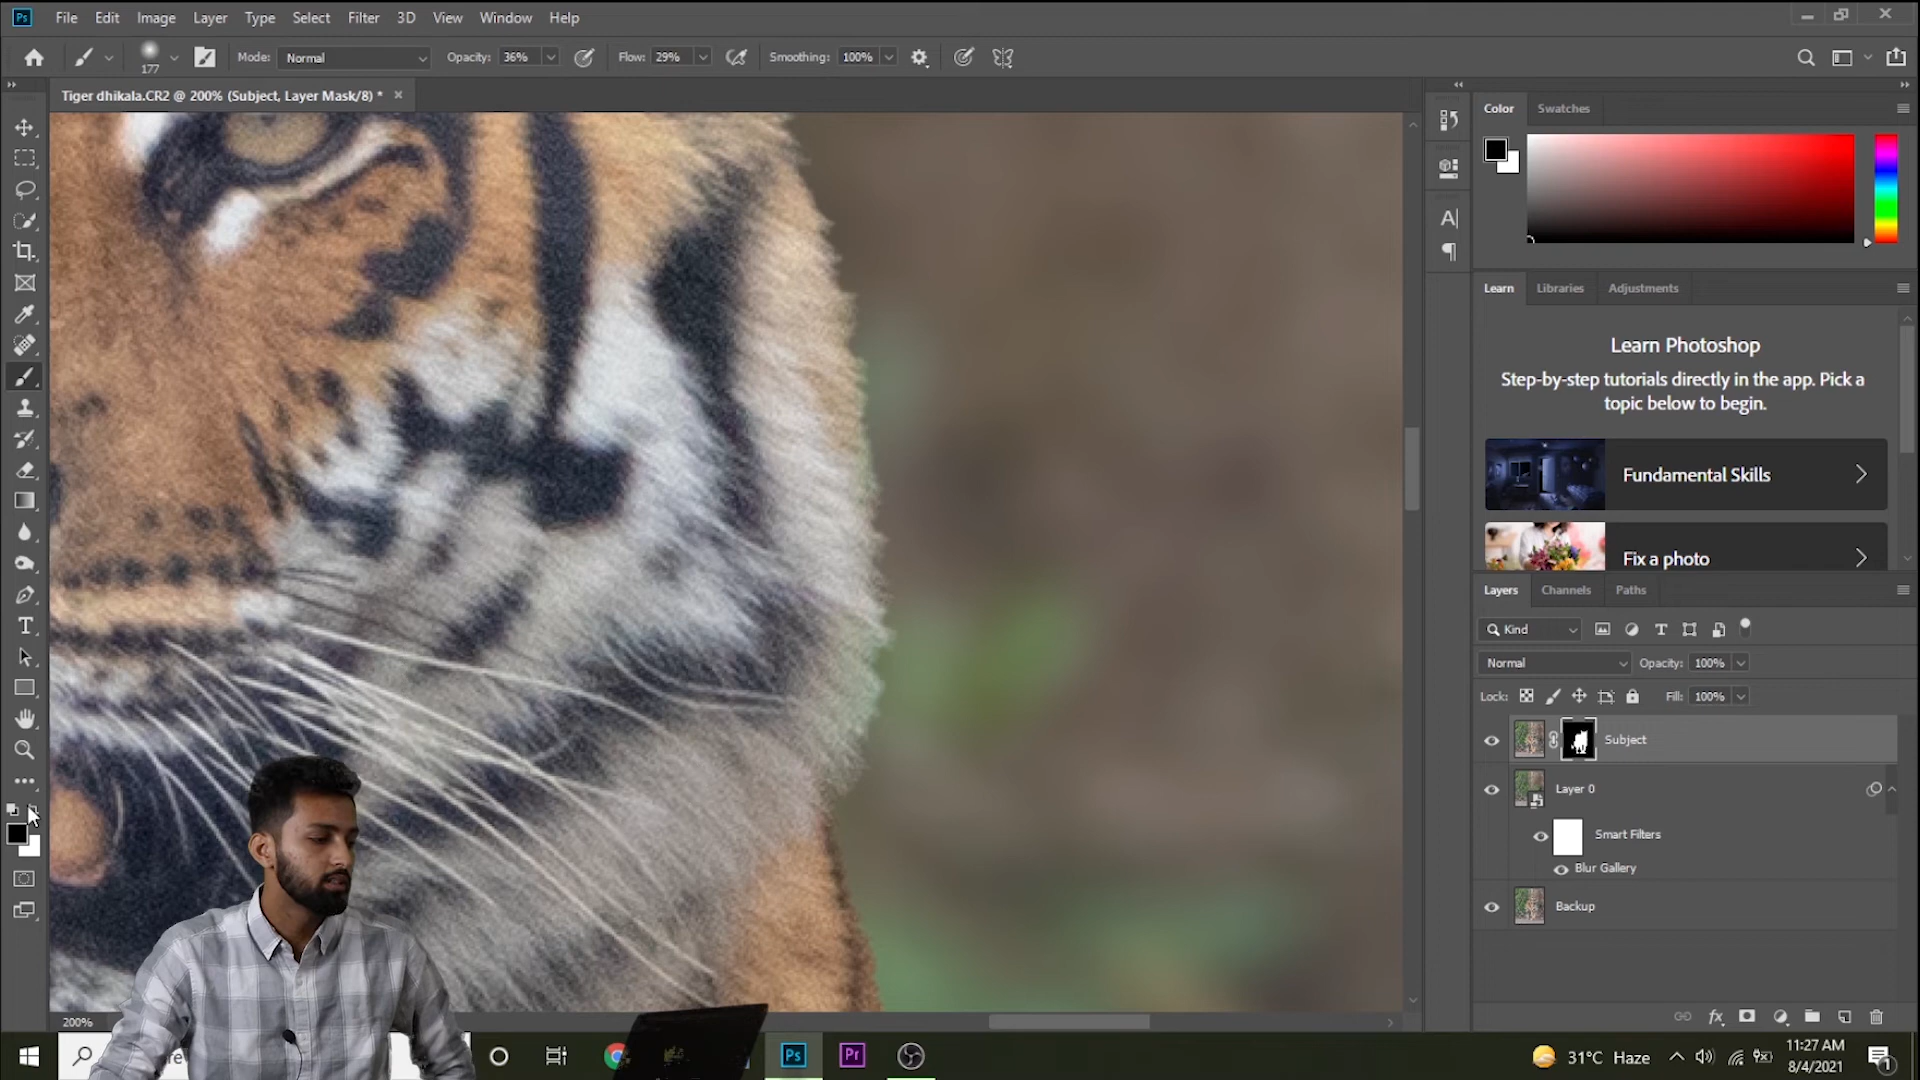 Ps File Edit Image Layer Type Select Filter 3D View Window Help
177 Mode: Normal Opacity: 36% Flow: 29% Smoothing: 100%
Tiger dhikala.CR2 @ 200% (Subject, Layer Mask/8) *
Color Swatches
Learn Libraries Adjustments
Learn Photoshop
Step-by-step tutorials directly in the app. Pick a
topic below to begin.
Fundamental Skills
Fix a photo
Layers Channels Paths
Kind
Normal Opacity: 100%
Lock: Fill: 100%
Subject
Layer 0
Smart Filters
Blur Gallery
Backup
200%
Ps Pr
31°C Haze
11:27 AM
8/4/2021
1